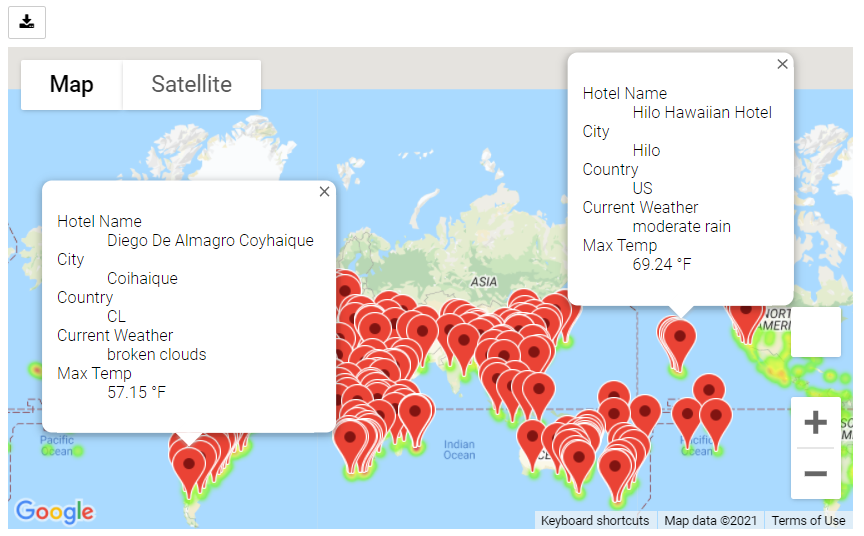 Map
Satellite
Hotel Name
Hilo Hawaiian Hotel
City
Hilo
Country
US
Current Weather
moderate rain
Max Temp
69.24 °F
Hotel Name
Diego De Almagro Coyhaique
City
Coihaique
Country
CL
Current Weather
broken clouds
Max Temp
57.15 °F
ASIA
Pacific
Ocean
Indian
Ocean
Pacific
Ocean
Google
Keyboard shortcuts
Map data ©2021
Terms of Use